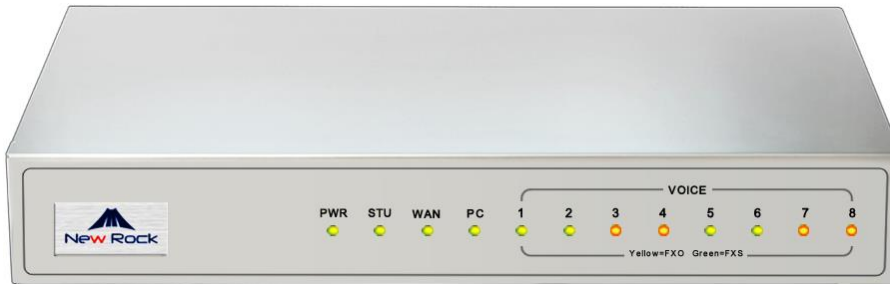 VOICE
PWR STU WAN PC 1 2 3 4 5 6 7 8
New Rock
Yellow=FXO Green=FXS